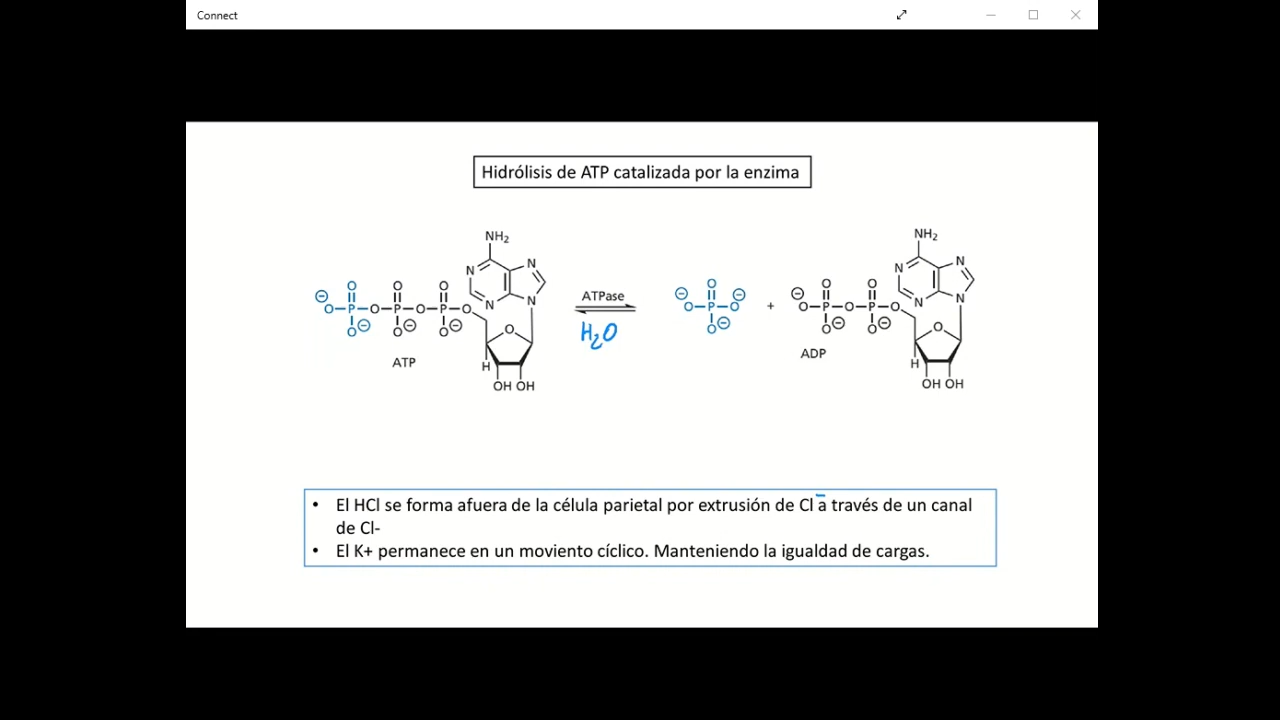 Connect
Hidrólisis de ATP catalizada por la enzima
NH2
N
N
N
N
O
O
O
O
P
O
P
O
P
O
O
O
O
O
H
OH OH
ATP
ATPase
H2O
O
O
P
O
O
+
NH2
N
N
N
N
O
O
O
P
O
P
O
O
O
O
H
OH OH
ADP
• El HCl se forma afuera de la célula parietal por extrusión de Cl¯ a través de un canal
de Cl-
• El K+ permanece en un moviento cíclico. Manteniendo la igualdad de cargas.